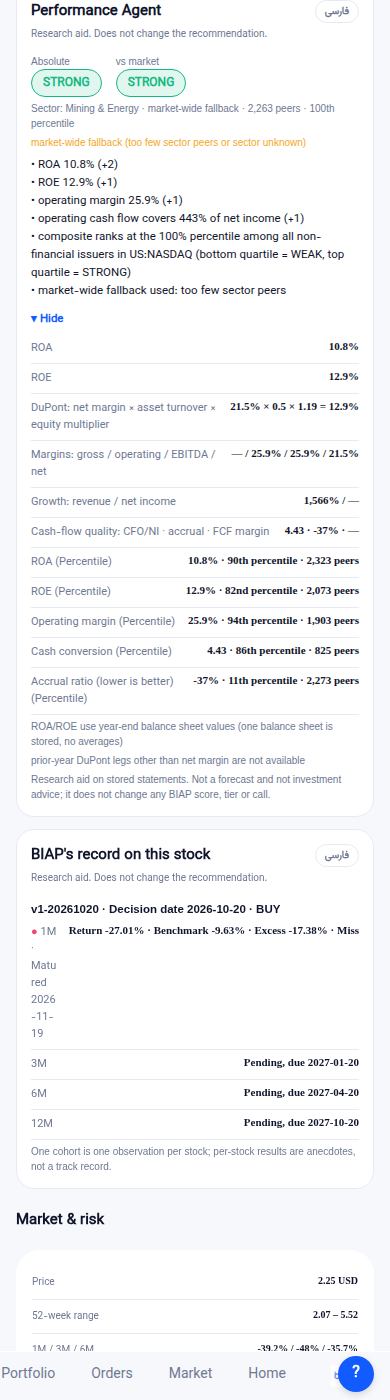 Performance Agent
فارسی
Research aid. Does not change the recommendation.
Absolute vs market
STRONG STRONG
Sector: Mining & Energy · market-wide fallback · 2,263 peers · 100th
percentile
market-wide fallback (too few sector peers or sector unknown)
• ROA 10.8% (+2)
• ROE 12.9% (+1)
• operating margin 25.9% (+1)
• operating cash flow covers 443% of net income (+1)
• composite ranks at the 100% percentile among all non-
financial issuers in US:NASDAQ (bottom quartile = WEAK, top
quartile = STRONG)
• market-wide fallback used: too few sector peers
▾ Hide
ROA 10.8%
ROE 12.9%
DuPont: net margin × asset turnover × 21.5% × 0.5 × 1.19 = 12.9%
equity multiplier
Margins: gross / operating / EBITDA / — / 25.9% / 25.9% / 21.5%
net
Growth: revenue / net income 1,566% / —
Cash-flow quality: CFO/NI · accrual · FCF margin 4.43 · -37% · —
ROA (Percentile) 10.8% · 90th percentile · 2,323 peers
ROE (Percentile) 12.9% · 82nd percentile · 2,073 peers
Operating margin (Percentile) 25.9% · 94th percentile · 1,903 peers
Cash conversion (Percentile) 4.43 · 86th percentile · 825 peers
Accrual ratio (lower is better) -37% · 11th percentile · 2,273 peers
(Percentile)
ROA/ROE use year-end balance sheet values (one balance sheet is
stored, no averages)
prior-year DuPont legs other than net margin are not available
Research aid on stored statements. Not a forecast and not investment
advice; it does not change any BIAP score, tier or call.
BIAP's record on this stock
فارسی
Research aid. Does not change the recommendation.
v1-20261020 · Decision date 2026-10-20 · BUY
● 1M Return -27.01% · Benchmark -9.63% · Excess -17.38% · Miss
·
Matu
red
2026
-11-
19
3M Pending, due 2027-01-20
6M Pending, due 2027-04-20
12M Pending, due 2027-10-20
One cohort is one observation per stock; per-stock results are anecdotes,
not a track record.
Market & risk
Price 2.25 USD
52-week range 2.07 – 5.52
1M / 3M / 6M -39.2% / -48% / -35.7%
Portfolio Orders Market Home
?